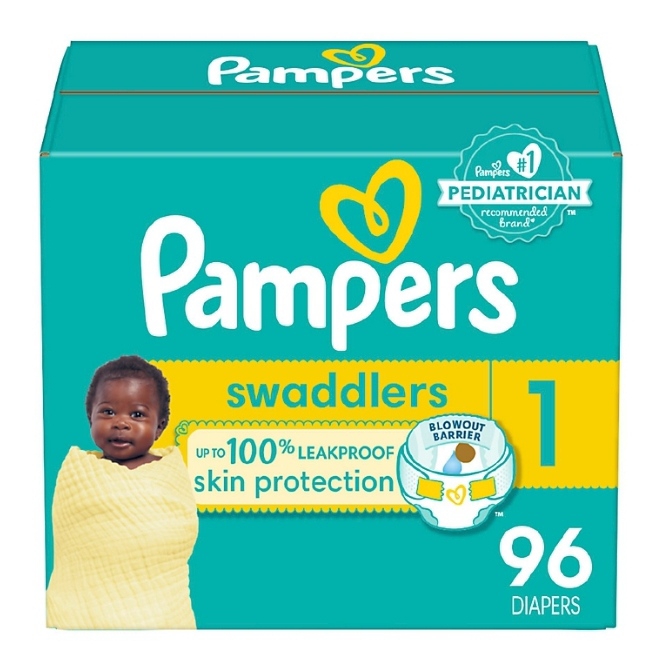 Pampers
Pampers #1
PEDIATRICIAN
recommended
brand*
™
Pampers
swaddlers
1
UP TO 100% LEAKPROOF
skin protection
BLOWOUT
BARRIER
™
96
DIAPERS